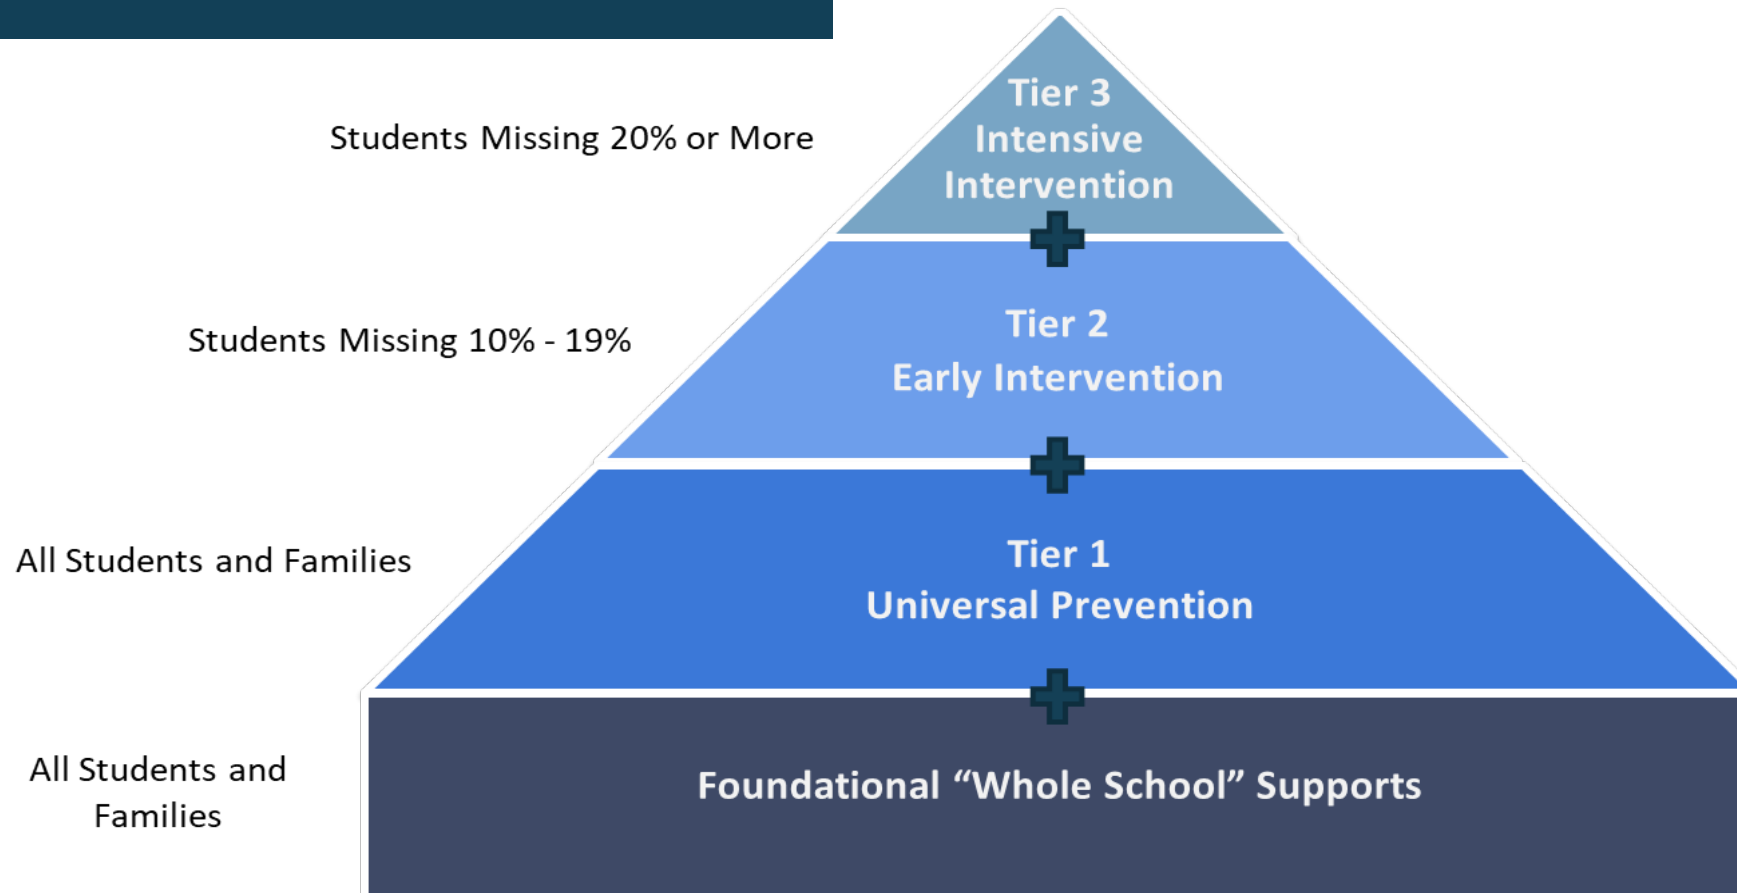 Tier 3
Intensive
Intervention
Students Missing 20% or More
Tier 2
Early Intervention
Students Missing 10% - 19%
Tier 1
Universal Prevention
All Students and Families
Foundational “Whole School” Supports
All Students and
Families